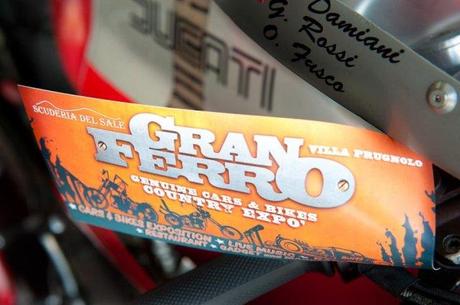 Damiani
G. Rossi
O. Fusco
DUCATI
SCUDERIA DEL SALE
GRAN
FERRO
VILLA PRUGNOLO
GENUINE CARS & BIKES
COUNTRY EXPO'
CARS & BIKES EXPOSITION
RESTAURANT LIVE MUSIC